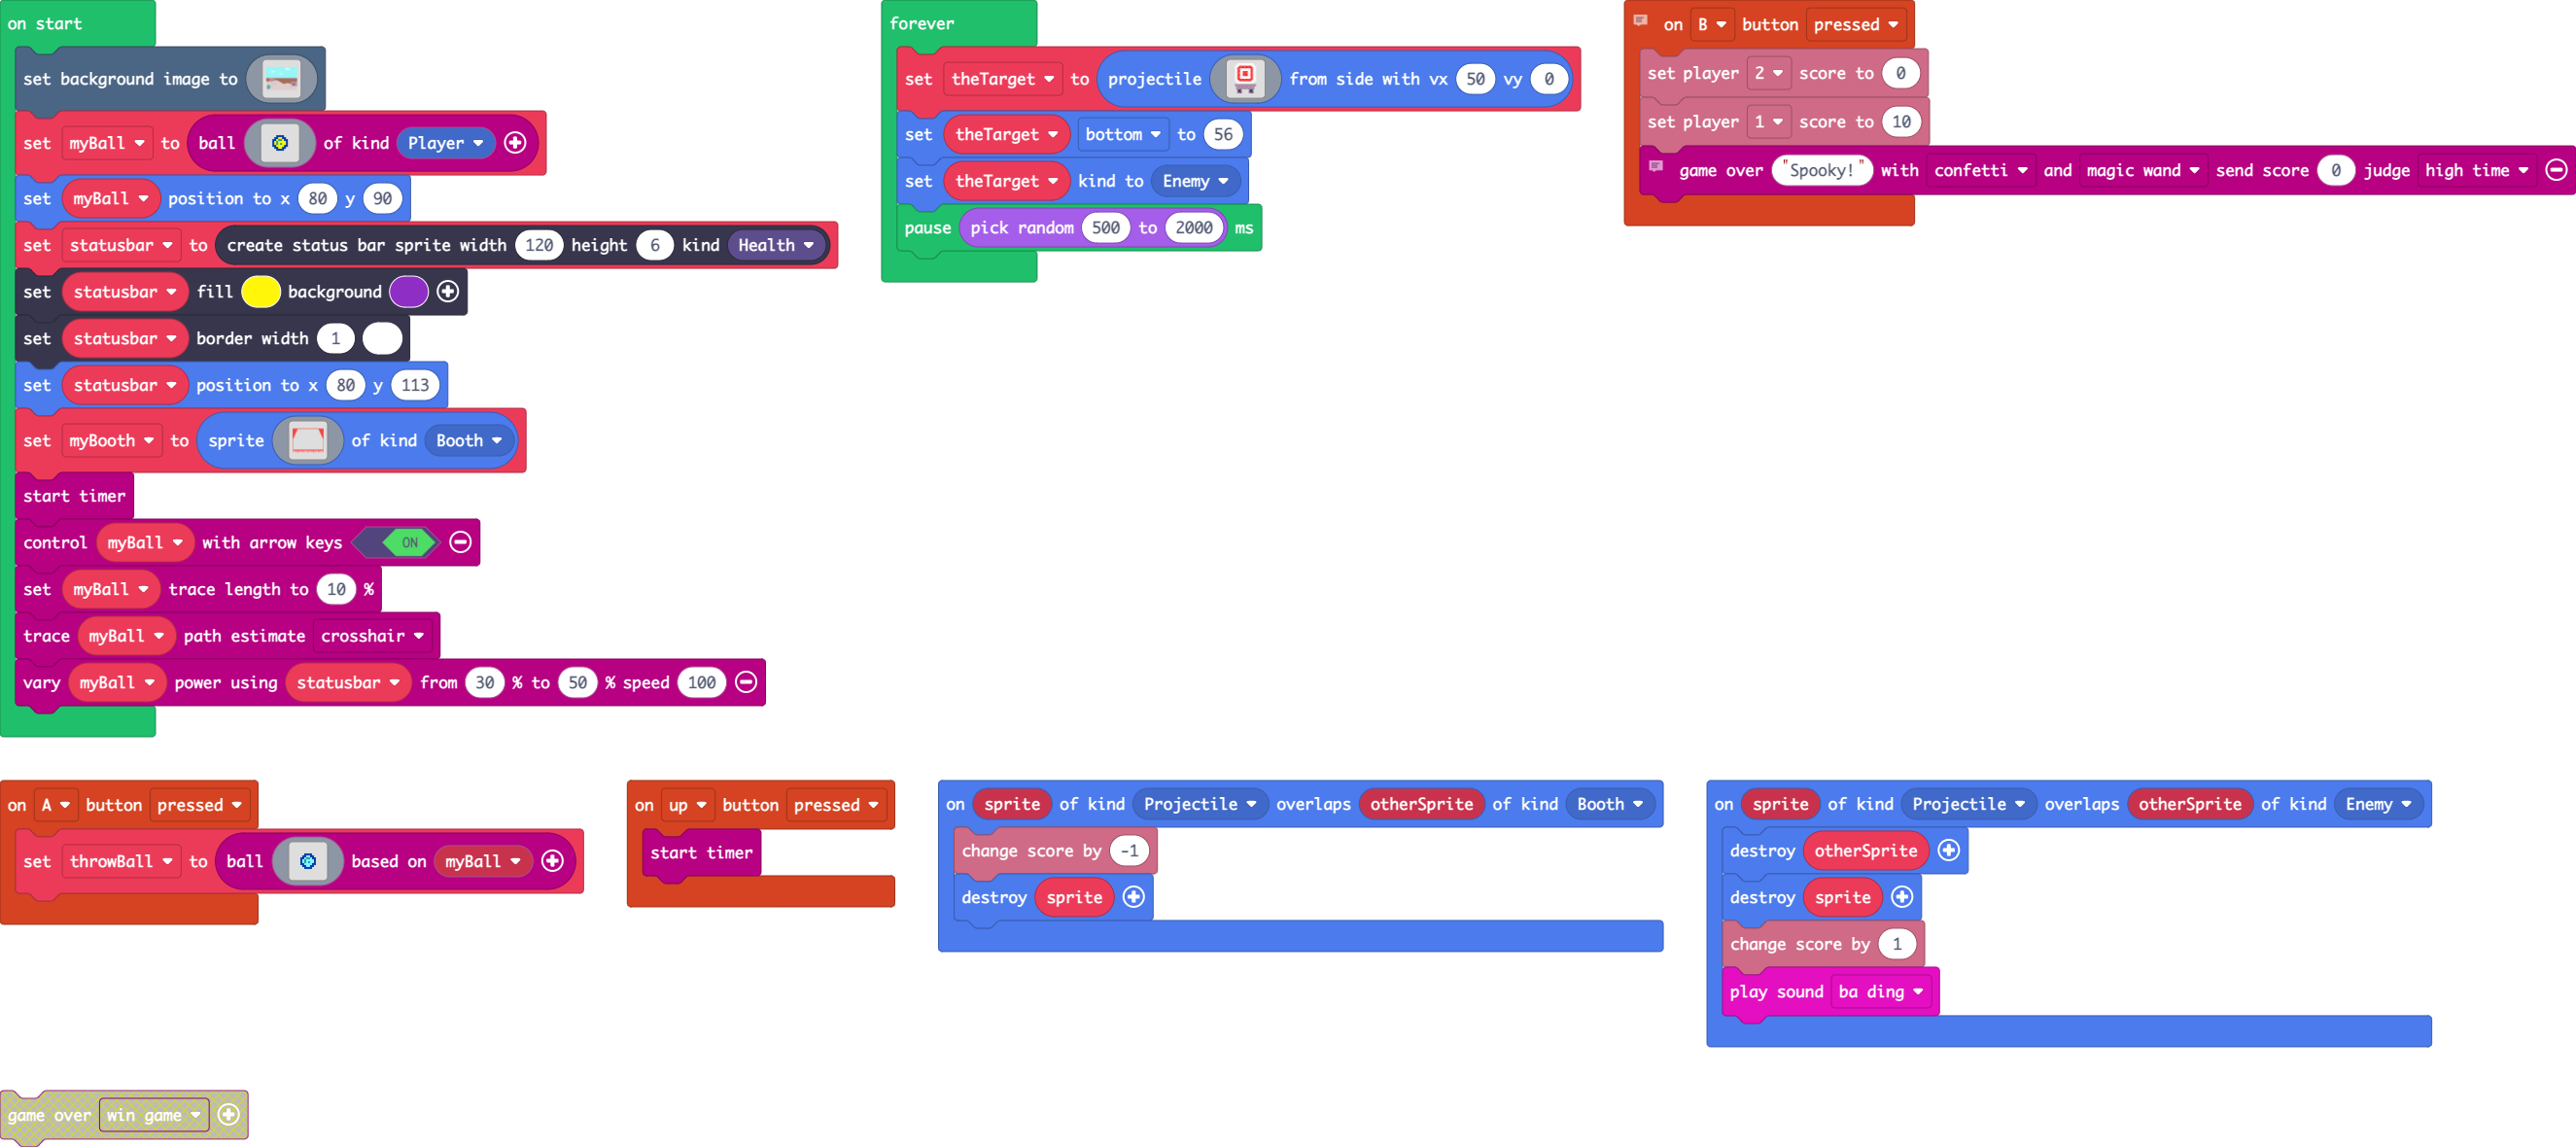 on start
set background image to
set myBall to ball of kind Player
set myBall position to x 80 y 90
set statusbar to create status bar sprite width 120 height 6 kind Health
set statusbar fill background
set statusbar border width 1
set statusbar position to x 80 y 113
set myBooth to sprite of kind Booth
start timer
control myBall with arrow keys ON
set myBall trace length to 10 %
trace myBall path estimate crosshair
vary myBall power using statusbar from 30 % to 50 % speed 100
forever
set theTarget to projectile from side with vx 50 vy 0
set theTarget bottom to 56
set theTarget kind to Enemy
pause pick random 500 to 2000 ms
on B button pressed
set player 2 score to 0
set player 1 score to 10
game over "Spooky!" with confetti and magic wand send score 0 judge high time
on A button pressed
set throwBall to ball based on myBall
on up button pressed
start timer
on sprite of kind Projectile overlaps otherSprite of kind Booth
change score by -1
destroy sprite
on sprite of kind Projectile overlaps otherSprite of kind Enemy
destroy otherSprite
destroy sprite
change score by 1
play sound ba ding
game over win game